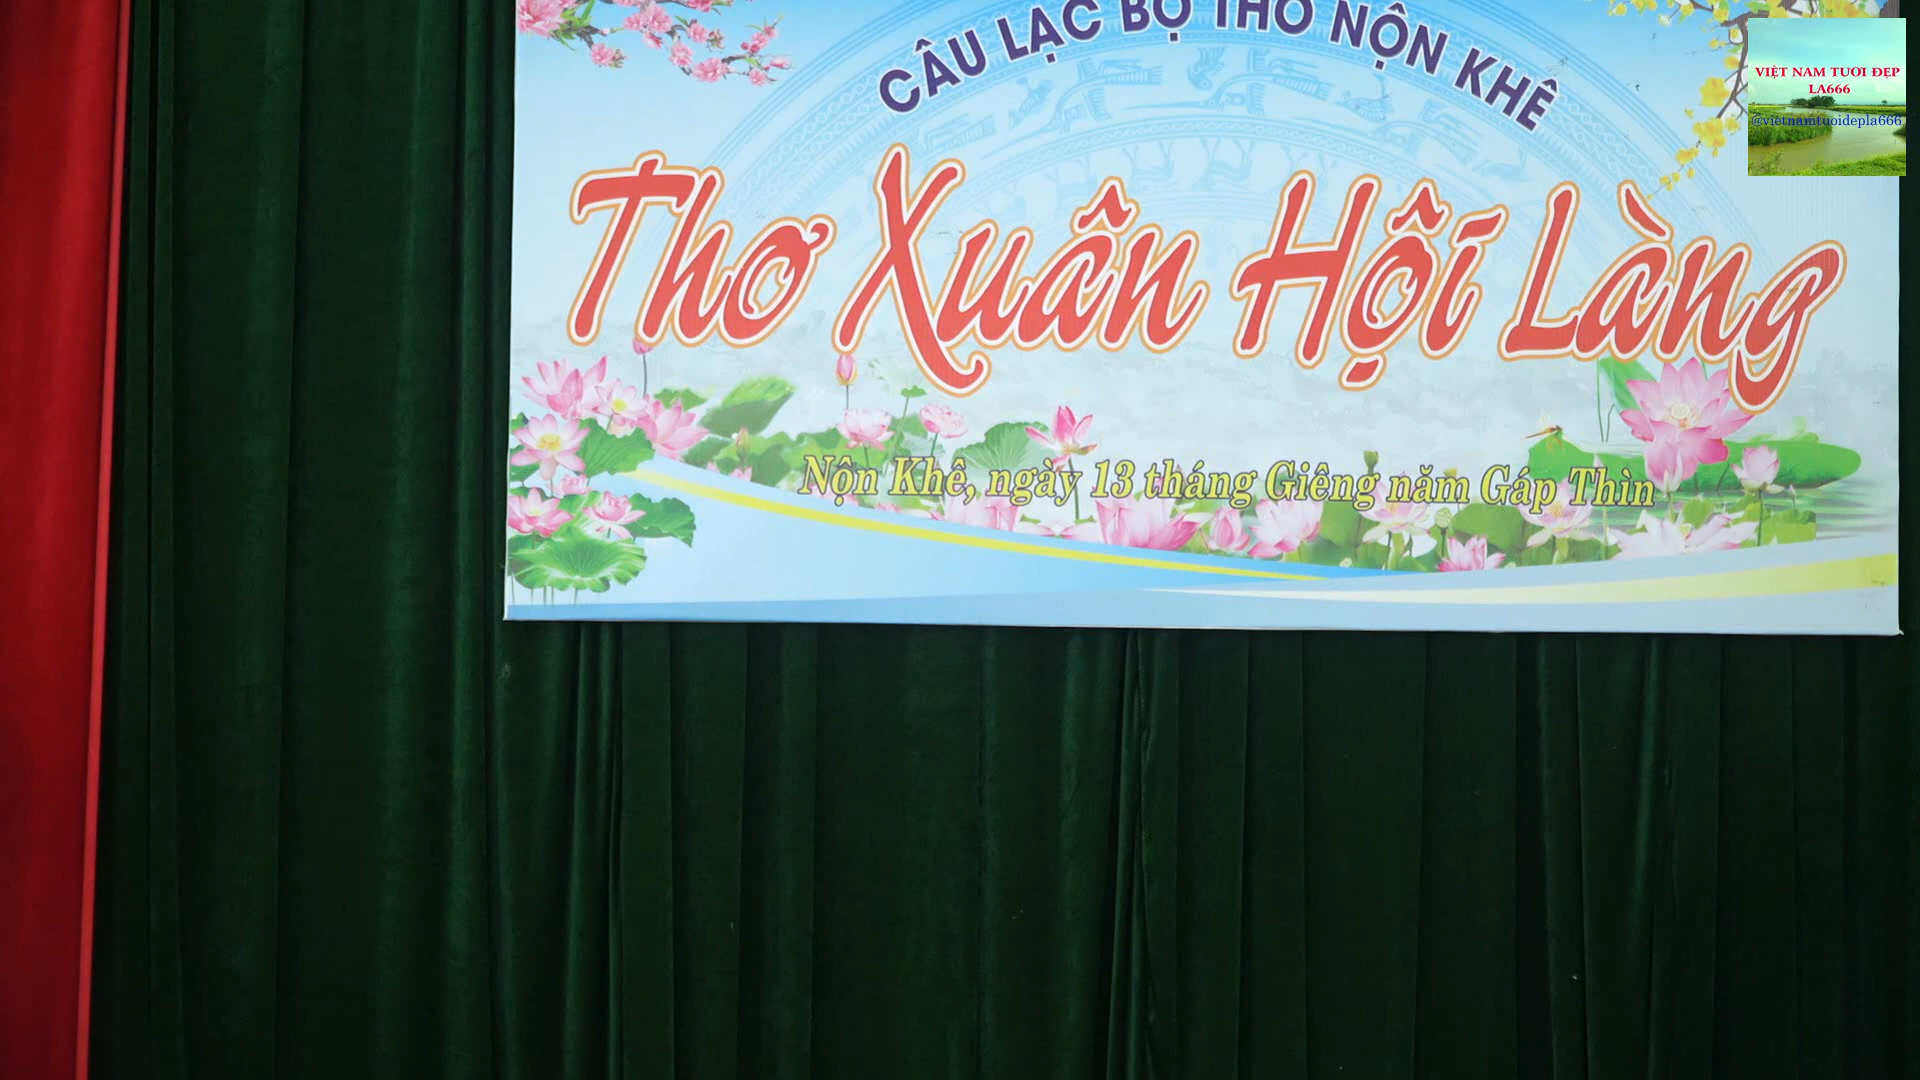 CÂU LẠC BỘ THƠ NỘN KHÊ
Thơ Xuân Hội Làng
Nộn Khê, ngày 13 tháng Giêng năm Gáp Thìn
VIỆT NAM TƯƠI ĐẸP
LA666
@vietnamtuoidepla666